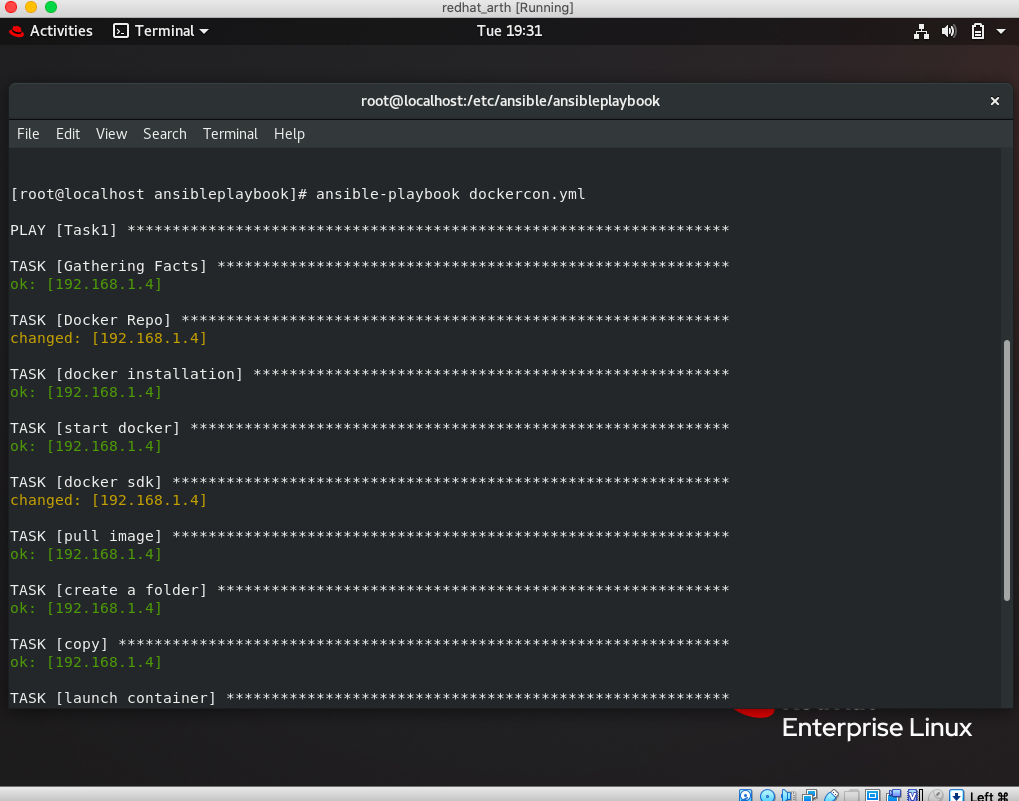 redhat_arth [Running]
Activities Terminal Tue 19:31
root@localhost:/etc/ansible/ansibleplaybook ×
File Edit View Search Terminal Help
[root@localhost ansibleplaybook]# ansible-playbook dockercon.yml
PLAY [Task1] *******************************************************************
TASK [Gathering Facts] *********************************************************
ok: [192.168.1.4]
TASK [Docker Repo] *************************************************************
changed: [192.168.1.4]
TASK [docker installation] *****************************************************
ok: [192.168.1.4]
TASK [start docker] ************************************************************
ok: [192.168.1.4]
TASK [docker sdk] **************************************************************
changed: [192.168.1.4]
TASK [pull image] **************************************************************
ok: [192.168.1.4]
TASK [create a folder] *********************************************************
ok: [192.168.1.4]
TASK [copy] ********************************************************************
ok: [192.168.1.4]
TASK [launch container] ********************************************************
Enterprise Linux
Left ⌘